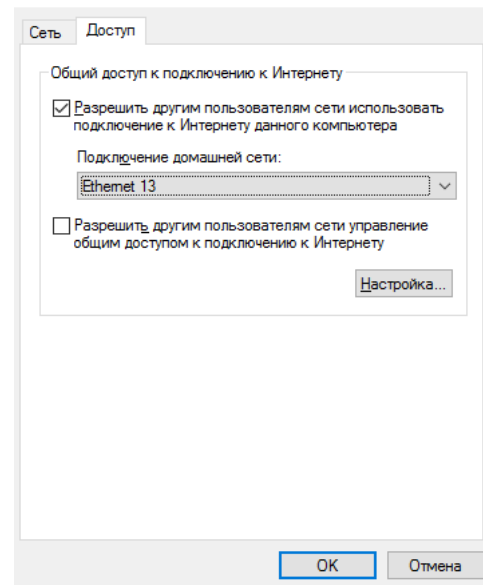 Сеть Доступ
Общий доступ к подключению к Интернету
Разрешить другим пользователям сети использовать
подключение к Интернету данного компьютера
Подключение домашней сети:
Ethernet 13
Разрешить другим пользователям сети управление
общим доступом к подключению к Интернету
Настройка...
OK Отмена